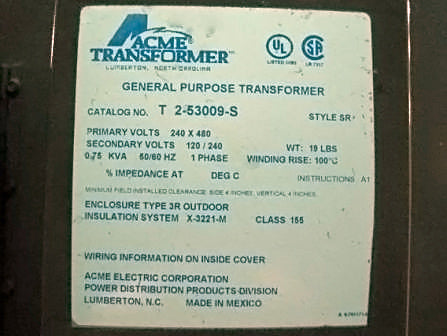 ACME
TRANSFORMER
LUMBERTON, NORTH CAROLINA
UL
LISTED
SA
GENERAL PURPOSE TRANSFORMER
CATALOG NO. T 2-53009-S
STYLE SR
PRIMARY VOLTS 240 X 480
SECONDARY VOLTS 120 / 240
WT: 19 LBS
0.75 KVA 50/60 HZ 1 PHASE WINDING RISE: 100°C
% IMPEDANCE AT DEG C INSTRUCTIONS A1
MINIMUM FIELD INSTALLED CLEARANCE: SIDE 4 INCHES, VERTICAL 4 INCHES.
ENCLOSURE TYPE 3R OUTDOOR
INSULATION SYSTEM X-3221-M CLASS 155
WIRING INFORMATION ON INSIDE COVER
ACME ELECTRIC CORPORATION
POWER DISTRIBUTION PRODUCTS DIVISION
LUMBERTON, N.C. MADE IN MEXICO